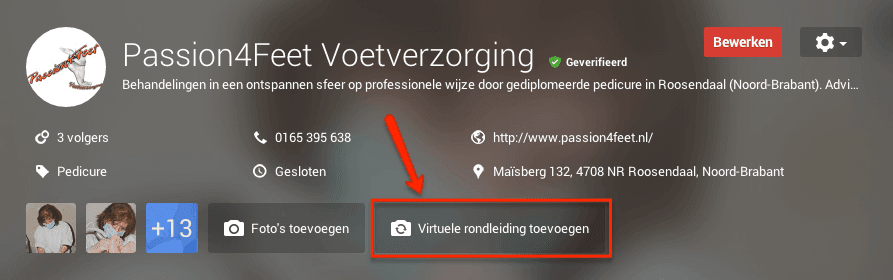 Passion4Feet Voetverzorging
Geverifieerd
Bewerken
Behandelingen in een ontspannen sfeer op professionele wijze door gediplomeerde pedicure in Roosendaal (Noord-Brabant). Advi...
3 volgers
0165 395 638
http://www.passion4feet.nl/
Pedicure
Gesloten
Maïsberg 132, 4708 NR Roosendaal, Noord-Brabant
+13
Foto's toevoegen
Virtuele rondleiding toevoegen